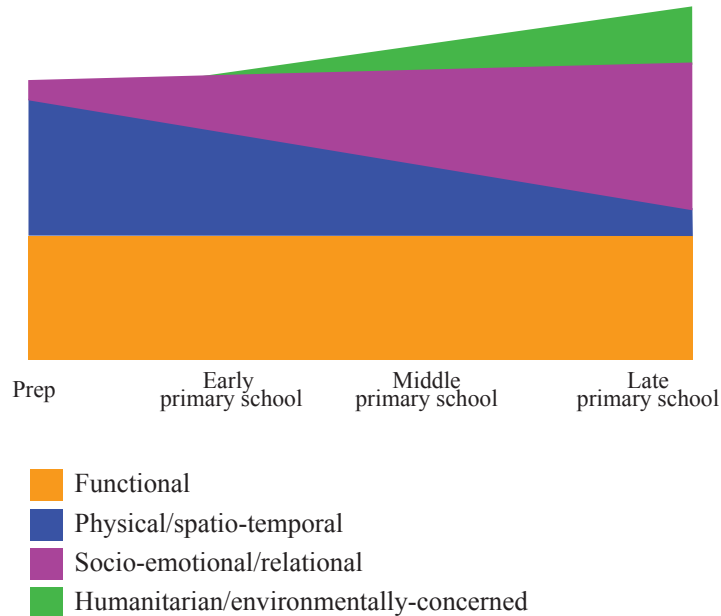 Prep
Early
primary school
Middle
primary school
Late
primary school
Functional
Physical/spatio-temporal
Socio-emotional/relational
Humanitarian/environmentally-concerned